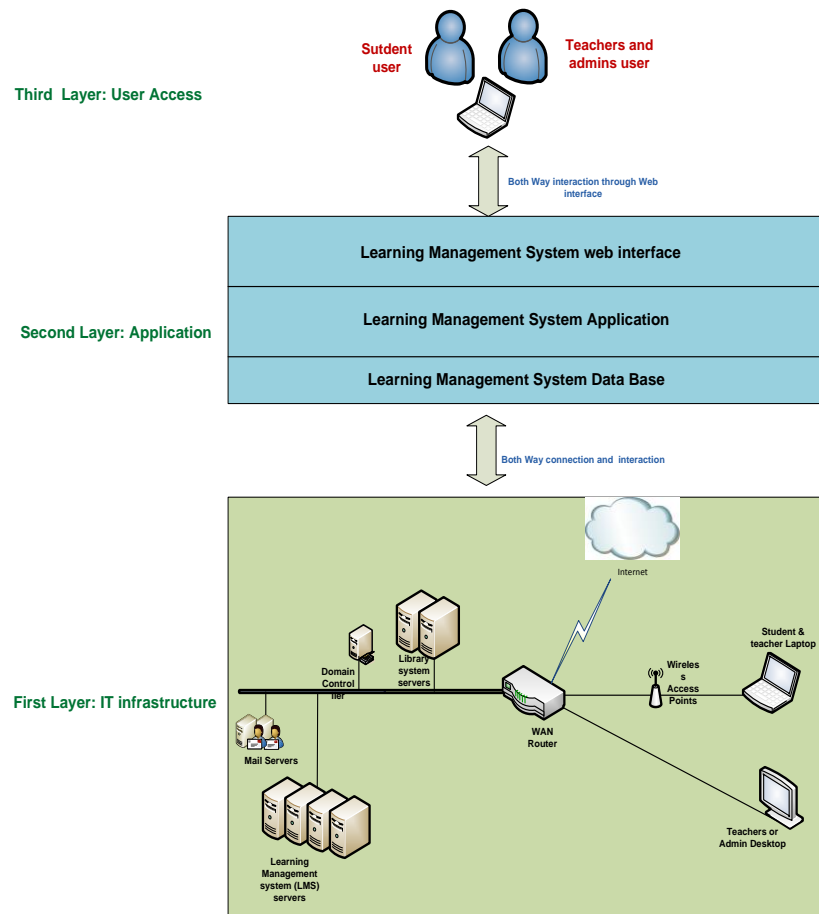 Sutdent
user
Teachers and
admins user
Third Layer: User Access
Both Way interaction through Web
interface
Learning Management System web interface
Second Layer: Application
Learning Management System Application
Learning Management System Data Base
Both Way connection and interaction
Internet
Student &
teacher Laptop
Wireles
s
Access
Points
Library
system
servers
Domain
Control
ller
First Layer: IT infrastructure
WAN
Router
Mail Servers
Teachers or
Admin Desktop
Learning
Management
system (LMS)
servers